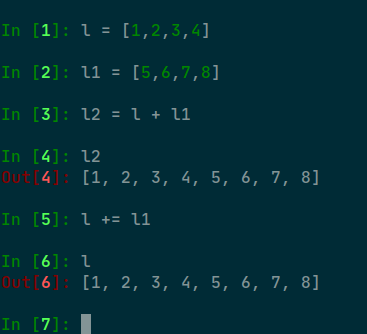 In [1]: l = [1,2,3,4]
In [2]: l1 = [5,6,7,8]
In [3]: l2 = l + l1
In [4]: l2
Out[4]: [1, 2, 3, 4, 5, 6, 7, 8]
In [5]: l += l1
In [6]: l
Out[6]: [1, 2, 3, 4, 5, 6, 7, 8]
In [7]: